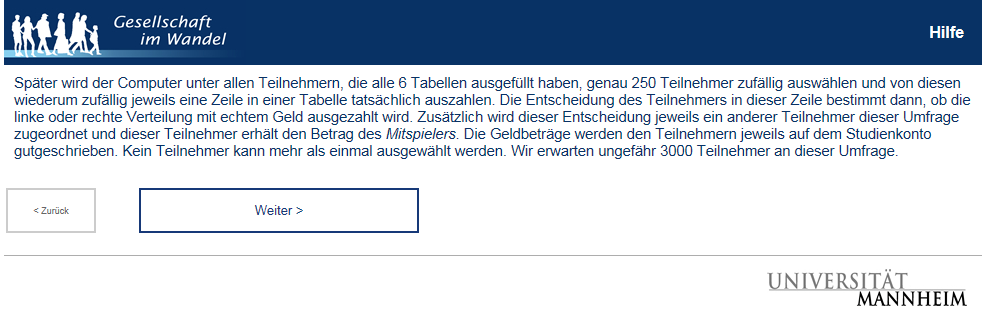 Gesellschaft
im Wandel
Hilfe
Später wird der Computer unter allen Teilnehmern, die alle 6 Tabellen ausgefüllt haben, genau 250 Teilnehmer zufällig auswählen und von diesen
wiederum zufällig jeweils eine Zeile in einer Tabelle tatsächlich auszahlen. Die Entscheidung des Teilnehmers in dieser Zeile bestimmt dann, ob die
linke oder rechte Verteilung mit echtem Geld ausgezahlt wird. Zusätzlich wird dieser Entscheidung jeweils ein anderer Teilnehmer dieser Umfrage
zugeordnet und dieser Teilnehmer erhält den Betrag des Mitspielers. Die Geldbeträge werden den Teilnehmern jeweils auf dem Studienkonto
gutgeschrieben. Kein Teilnehmer kann mehr als einmal ausgewählt werden. Wir erwarten ungefähr 3000 Teilnehmer an dieser Umfrage.
< Zurück
Weiter >
UNIVERSITÄT
MANNHEIM